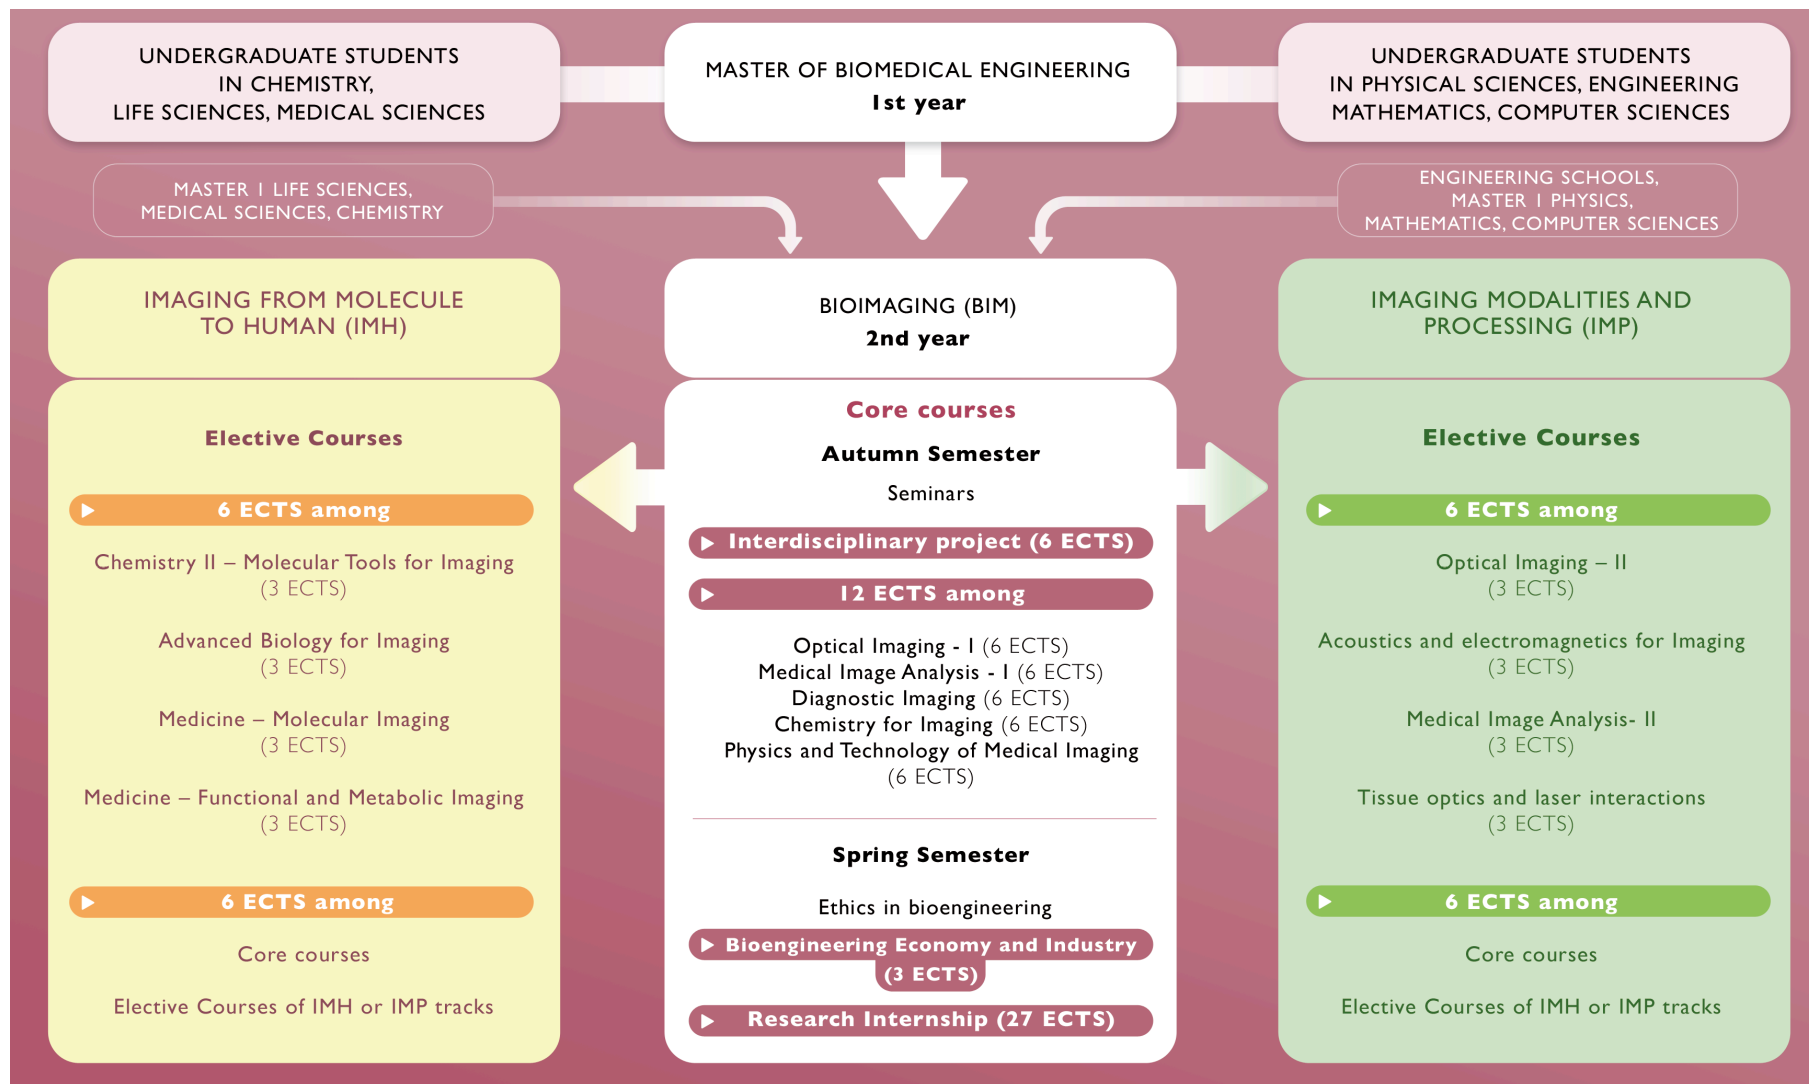 UNDERGRADUATE STUDENTS
IN CHEMISTRY,
LIFE SCIENCES, MEDICAL SCIENCES
MASTER OF BIOMEDICAL ENGINEERING
1st year
UNDERGRADUATE STUDENTS
IN PHYSICAL SCIENCES, ENGINEERING
MATHEMATICS, COMPUTER SCIENCES
MASTER 1 LIFE SCIENCES,
MEDICAL SCIENCES, CHEMISTRY
ENGINEERING SCHOOLS,
MASTER 1 PHYSICS,
MATHEMATICS, COMPUTER SCIENCES
IMAGING FROM MOLECULE
TO HUMAN (IMH)
Elective Courses
6 ECTS among
Chemistry II – Molecular Tools for Imaging
(3 ECTS)
Advanced Biology for Imaging
(3 ECTS)
Medicine – Molecular Imaging
(3 ECTS)
Medicine – Functional and Metabolic Imaging
(3 ECTS)
6 ECTS among
Core courses
Elective Courses of IMH or IMP tracks
BIOIMAGING (BIM)
2nd year
Core courses
Autumn Semester
Seminars
Interdisciplinary project (6 ECTS)
12 ECTS among
Optical Imaging - I (6 ECTS)
Medical Image Analysis - I (6 ECTS)
Diagnostic Imaging (6 ECTS)
Chemistry for Imaging (6 ECTS)
Physics and Technology of Medical Imaging
(6 ECTS)
Spring Semester
Ethics in bioengineering
Bioengineering Economy and Industry
(3 ECTS)
Research Internship (27 ECTS)
IMAGING MODALITIES AND
PROCESSING (IMP)
Elective Courses
6 ECTS among
Optical Imaging – II
(3 ECTS)
Acoustics and electromagnetics for Imaging
(3 ECTS)
Medical Image Analysis- II
(3 ECTS)
Tissue optics and laser interactions
(3 ECTS)
6 ECTS among
Core courses
Elective Courses of IMH or IMP tracks